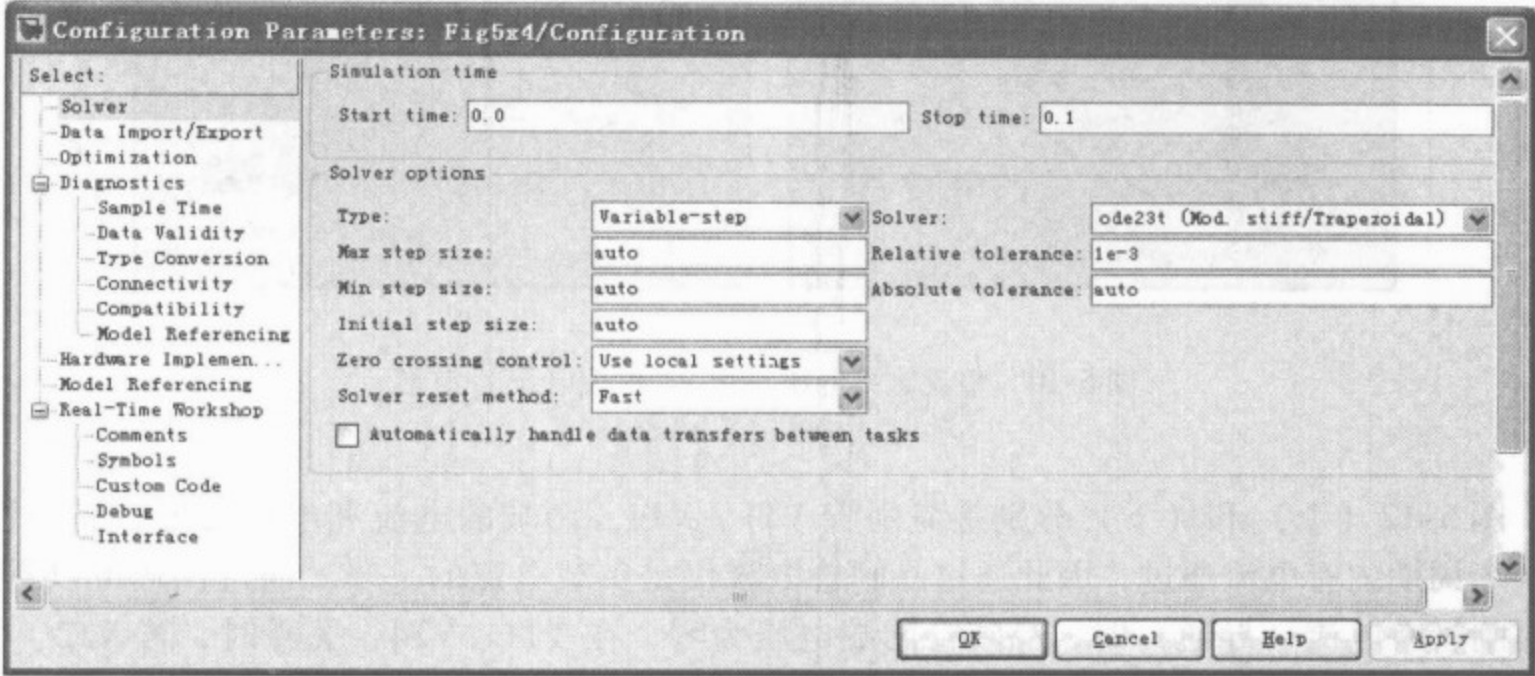 Configuration Parameters: Fig5x4/Configuration
Select:
Solver
Data Import/Export
Optimization
Diagnostics
Sample Time
Data Validity
Type Conversion
Connectivity
Compatibility
Model Referencing
Hardware Implemen...
Model Referencing
Real-Time Workshop
Comments
Symbols
Custom Code
Debug
Interface
Simulation time
Start time: 0.0 Stop time: 0.1
Solver options
Type: Variable-step Solver: ode23t (Mod. stiff/Trapezoidal)
Max step size: auto Relative tolerance: 1e-3
Min step size: auto Absolute tolerance: auto
Initial step size: auto
Zero crossing control: Use local settings
Solver reset method: Fast
Automatically handle data transfers between tasks
OK Cancel Help Apply